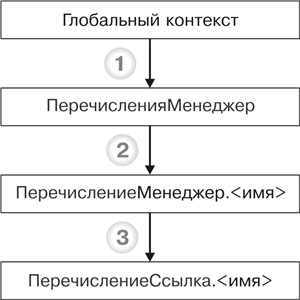 Глобальный контекст
1
ПеречисленияМенеджер
2
ПеречислениеМенеджер.<имя>
3
ПеречислениеСсылка.<имя>